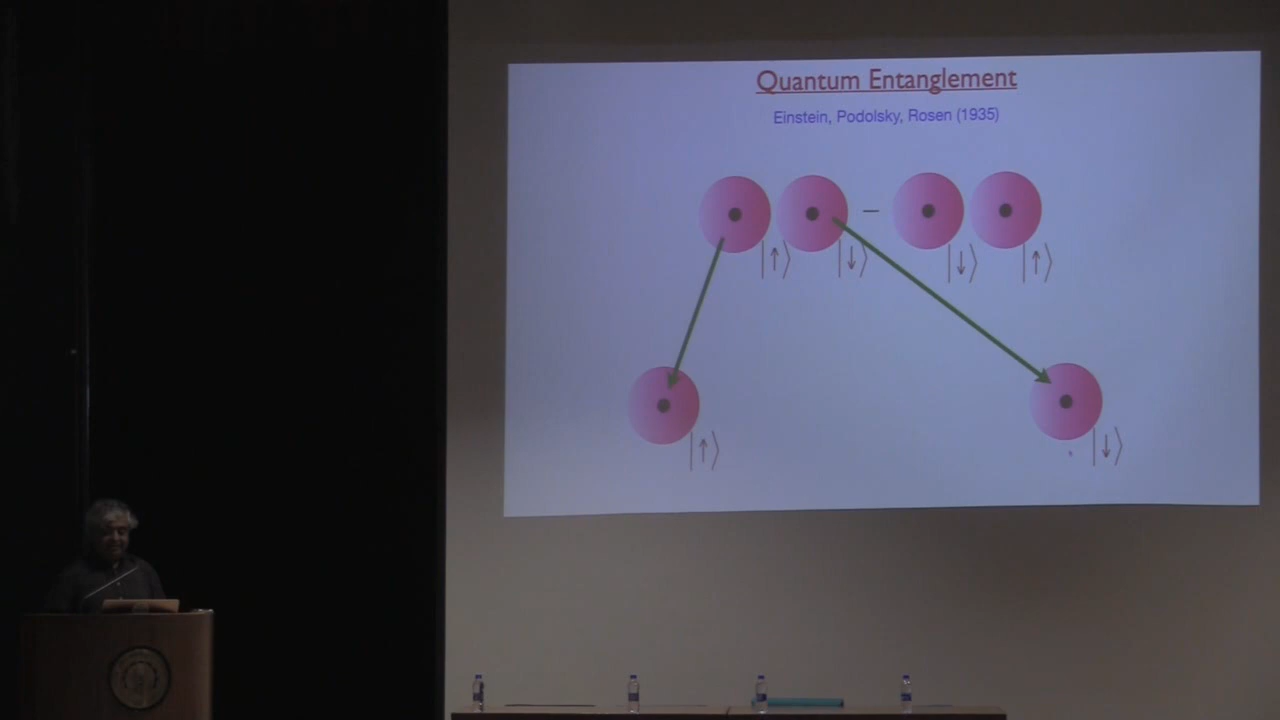 Quantum Entanglement
Einstein, Podolsky, Rosen (1935)
|↑⟩ |↓⟩ − |↓⟩ |↑⟩
|↑⟩ |↓⟩